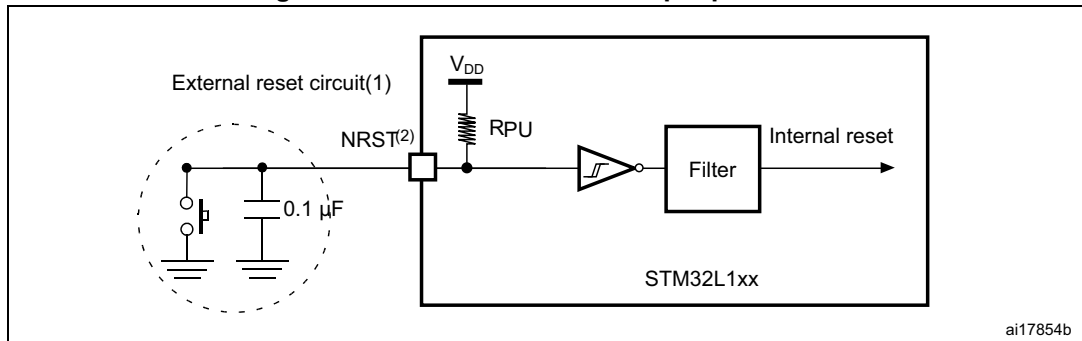 VDD
External reset circuit(1)
NRST(2)
RPU
Internal reset
Filter
0.1 µF
STM32L1xx
ai17854b